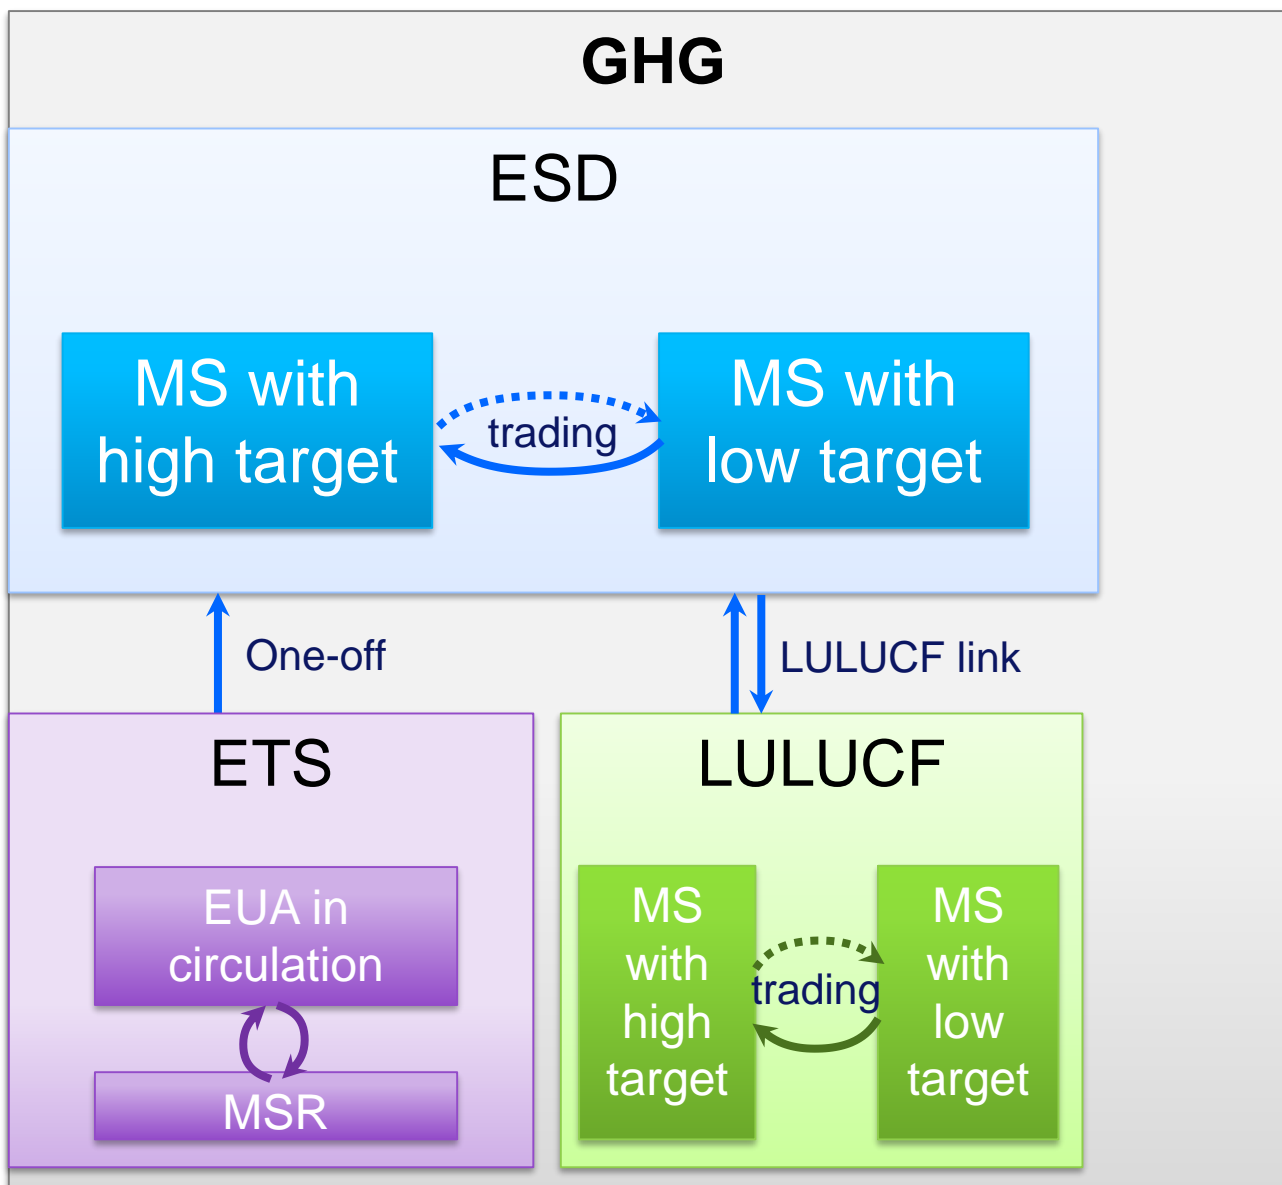 GHG
ESD
MS with
high target
trading
MS with
low target
One-off
LULUCF link
ETS
EUA in
circulation
MSR
LULUCF
MS
with
high
target
trading
MS
with
low
target